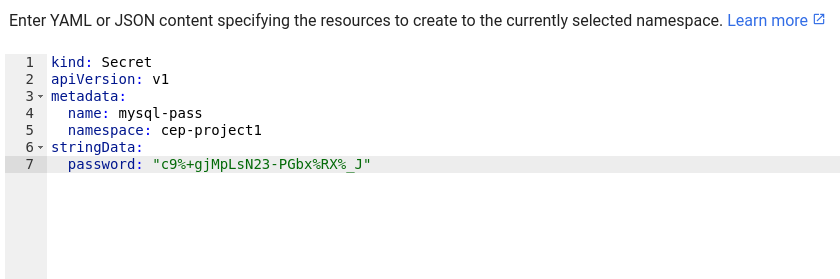 Enter YAML or JSON content specifying the resources to create to the currently selected namespace. Learn more
1 kind: Secret
2 apiVersion: v1
3 metadata:
4   name: mysql-pass
5   namespace: cep-project1
6 stringData:
7   password: "c9%+gjMpLsN23-PGbx%RX%_J"